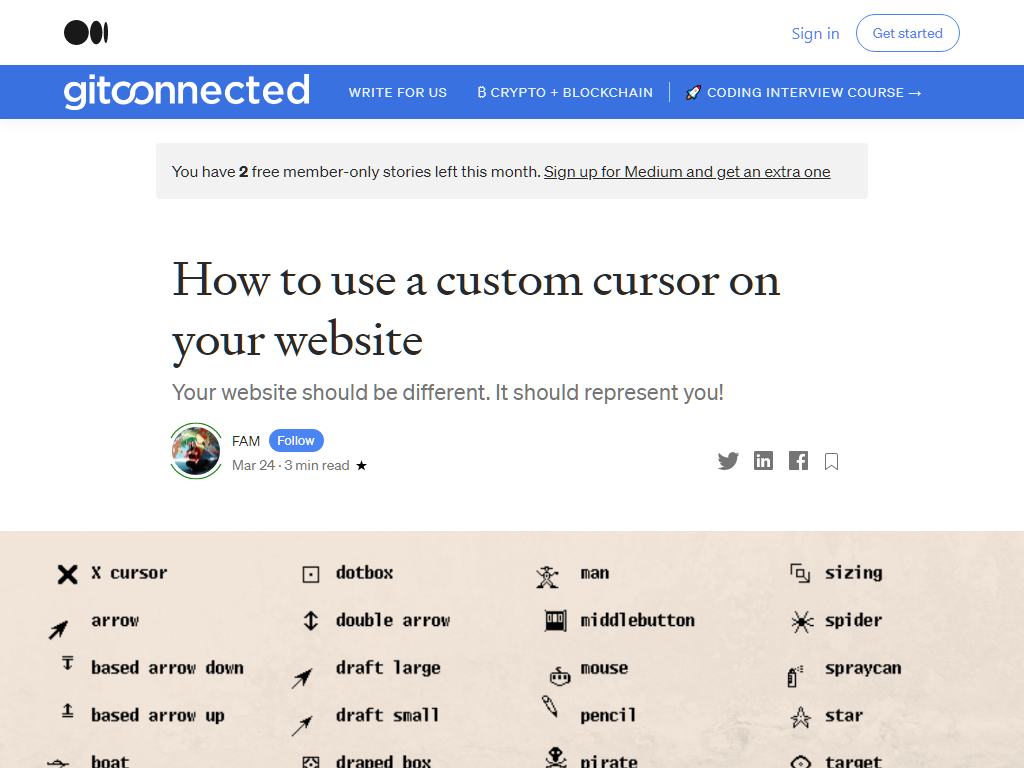 Sign in
Get started
gitconnected
WRITE FOR US
₿ CRYPTO + BLOCKCHAIN
🚀 CODING INTERVIEW COURSE →
You have 2 free member-only stories left this month. Sign up for Medium and get an extra one
How to use a custom cursor on
your website
Your website should be different. It should represent you!
FAM Follow
Mar 24 · 3 min read ★
X cursor dotbox man sizing
arrow double arrow middlebutton spider
based arrow down draft large mouse spraycan
based arrow up draft small pencil star
boat draped box pirate target